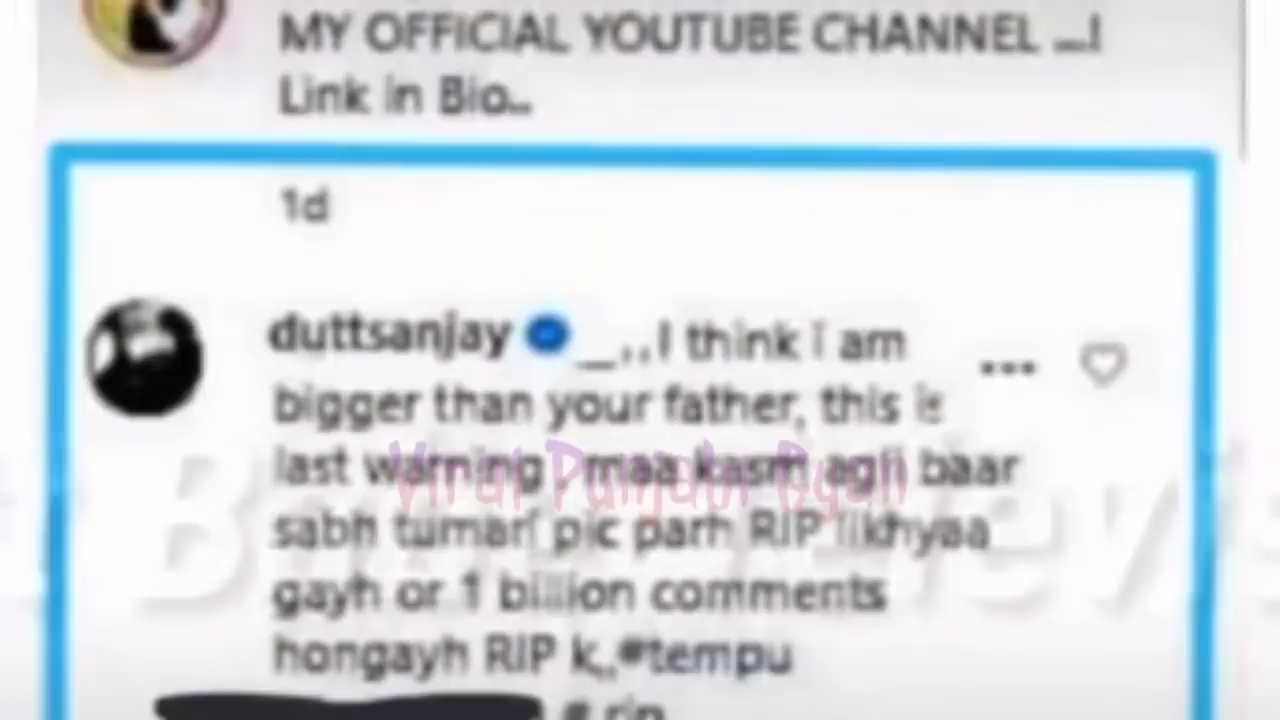 MY OFFICIAL YOUTUBE CHANNEL ...!
Link in Bio..
1d
duttsanjay __,,I think i am
bigger than your father, this is
last warning maa kasm agli baar
sabh tumari pic parh RIP likhyaa
gayh or 1 billion comments
hongayh RIP k,,#tempu
# rip
Viral Punjabi Gyan